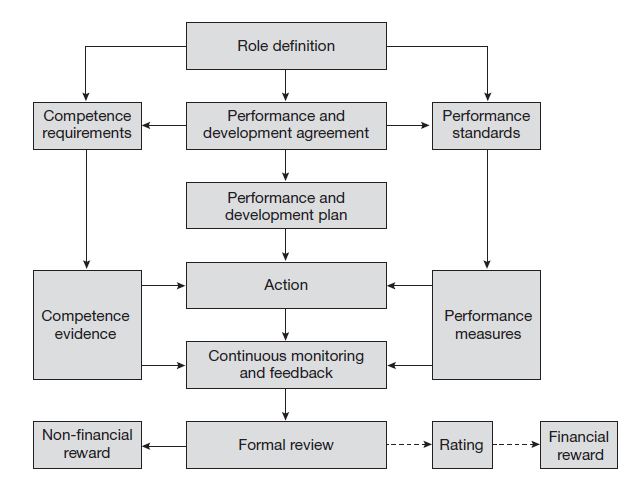 Role definition
Competence
requirements
Performance and
development agreement
Performance
standards
Performance and
development plan
Action
Competence
evidence
Performance
measures
Continuous monitoring
and feedback
Non-financial
reward
Formal review
Rating
Financial
reward